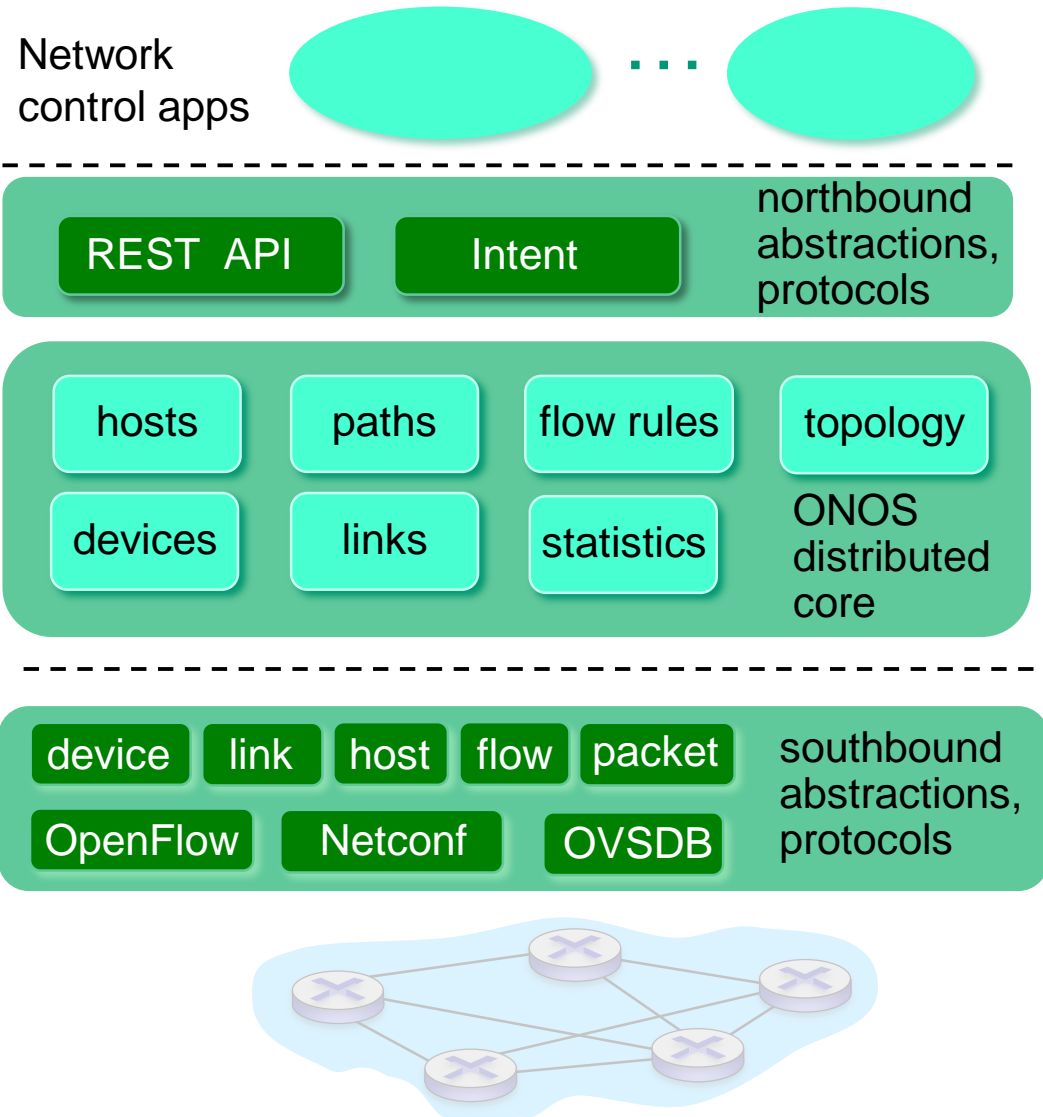 Network
control apps
. . .
northbound
abstractions,
protocols
REST API
Intent
hosts
paths
flow rules
topology
devices
links
statistics
ONOS
distributed
core
device
link
host
flow
packet
southbound
abstractions,
protocols
OpenFlow
Netconf
OVSDB